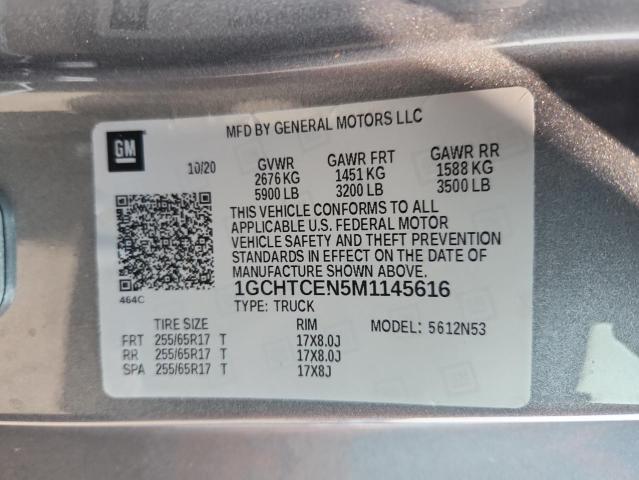 MFD BY GENERAL MOTORS LLC
GM
10/20
GVWR GAWR FRT GAWR RR
2676 KG 1451 KG 1588 KG
5900 LB 3200 LB 3500 LB
THIS VEHICLE CONFORMS TO ALL
APPLICABLE U.S. FEDERAL MOTOR
VEHICLE SAFETY AND THEFT PREVENTION
STANDARDS IN EFFECT ON THE DATE OF
MANUFACTURE SHOWN ABOVE.
464C
1GCHTCEN5M1145616
TYPE: TRUCK
TIRE SIZE RIM MODEL: 5612N53
FRT 255/65R17 T 17X8.0J
RR 255/65R17 T 17X8.0J
SPA 255/65R17 T 17X8J